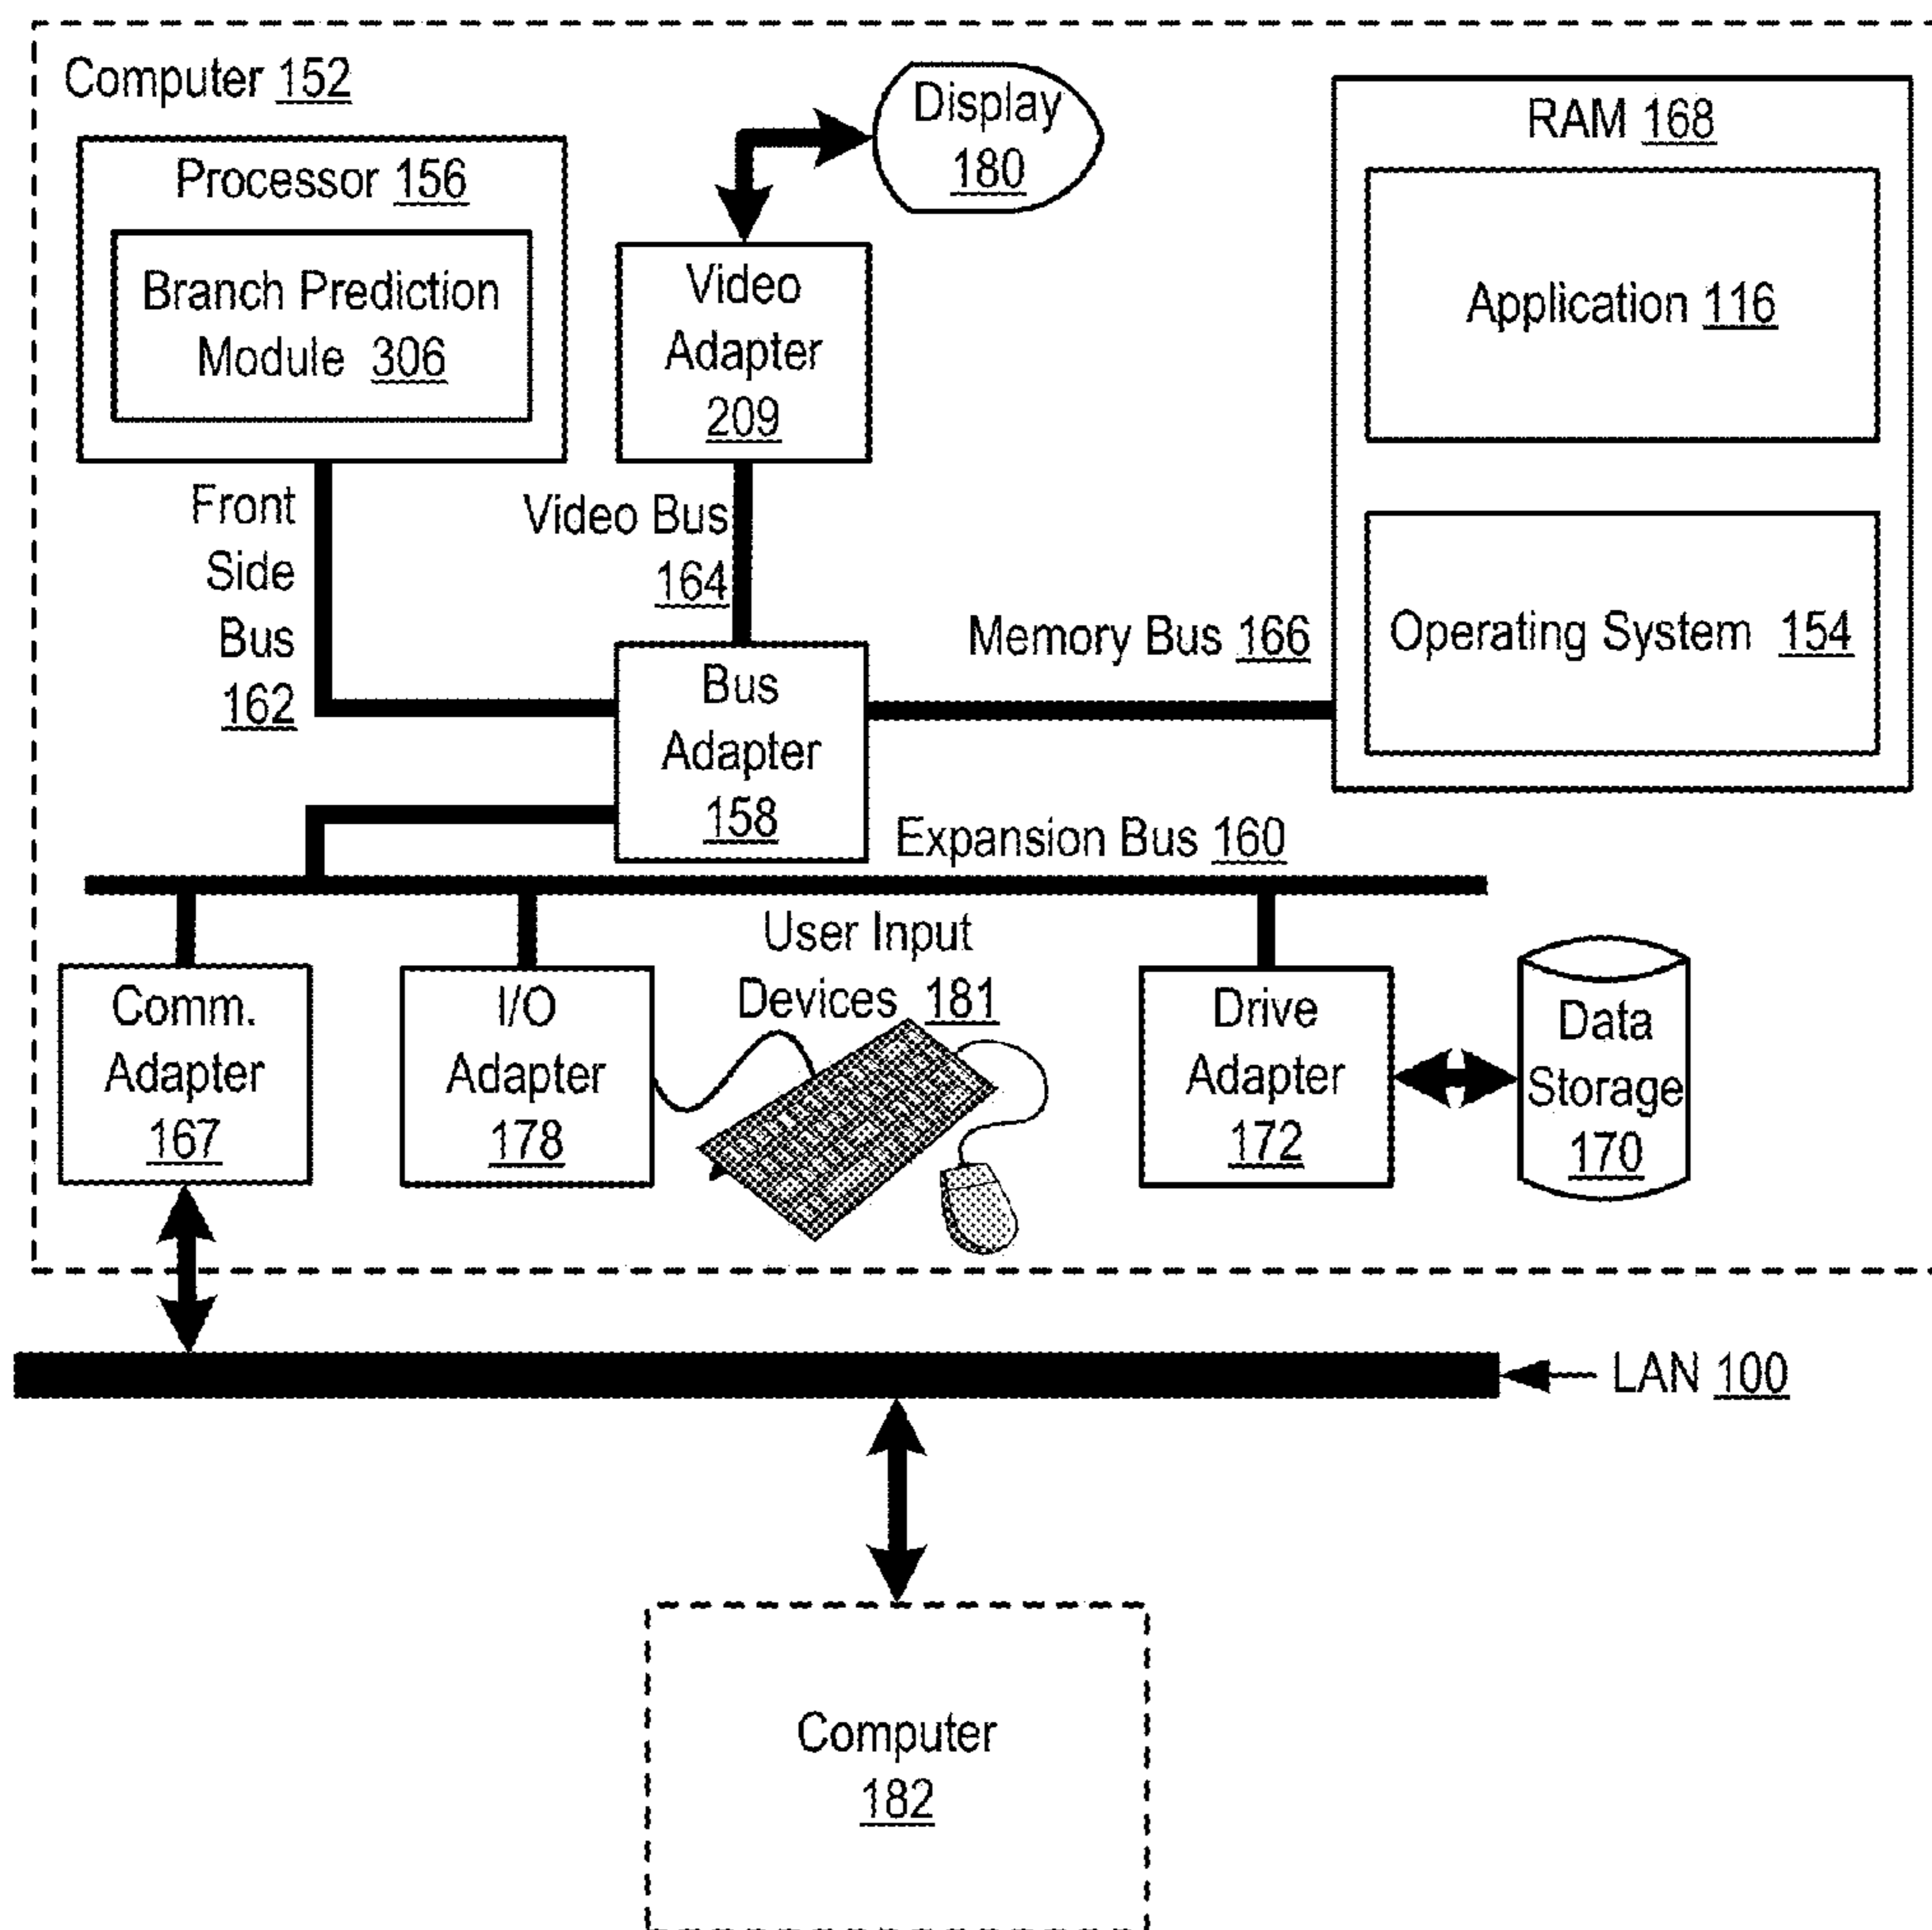 Computer 152
Processor 156
Branch Prediction
Module 306
Display
180
Video
Adapter
209
RAM 168
Application 116
Operating System 154
Front
Side
Bus
162
Video Bus
164
Memory Bus 166
Bus
Adapter
158
Expansion Bus 160
Comm.
Adapter
167
I/O
Adapter
178
User Input
Devices 181
Drive
Adapter
172
Data
Storage
170
LAN 100
Computer
182